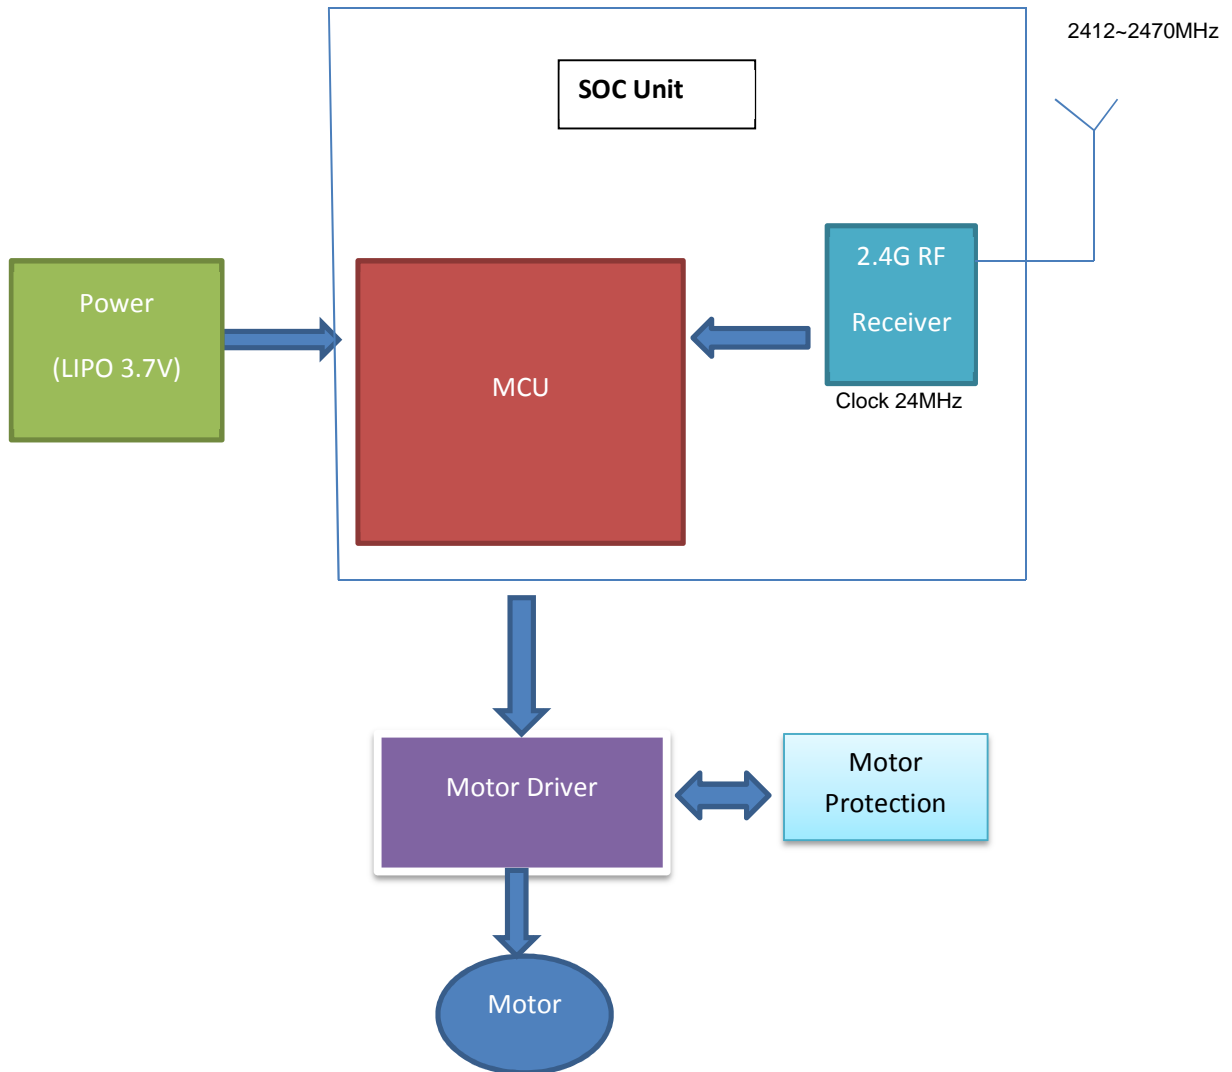 2412~2470MHz
SOC Unit
2.4G RF
Receiver
Power
(LIPO 3.7V)
MCU
Clock 24MHz
Motor Driver
Motor
Protection
Motor